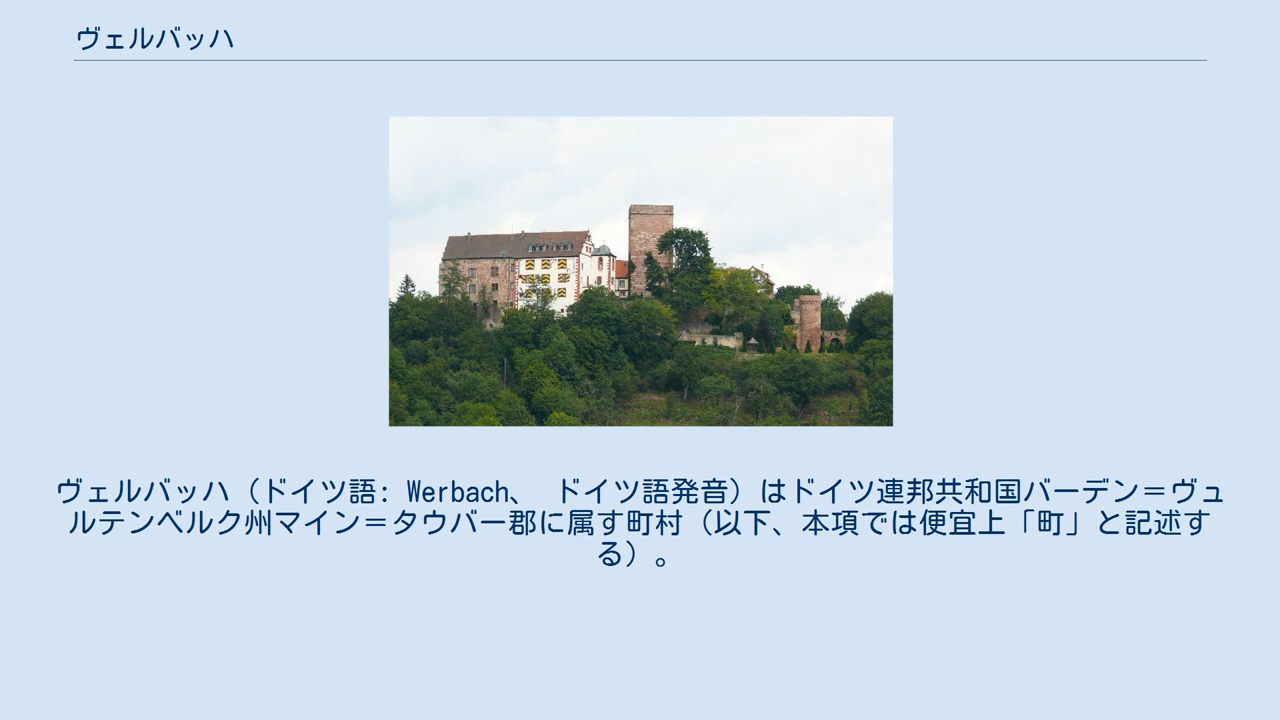 ヴェルバッハ
ヴェルバッハ（ドイツ語: Werbach、 ドイツ語発音）はドイツ連邦共和国バーデン＝ヴュ
ルテンベルク州マイン＝タウバー郡に属す町村（以下、本項では便宜上「町」と記述す
る）。